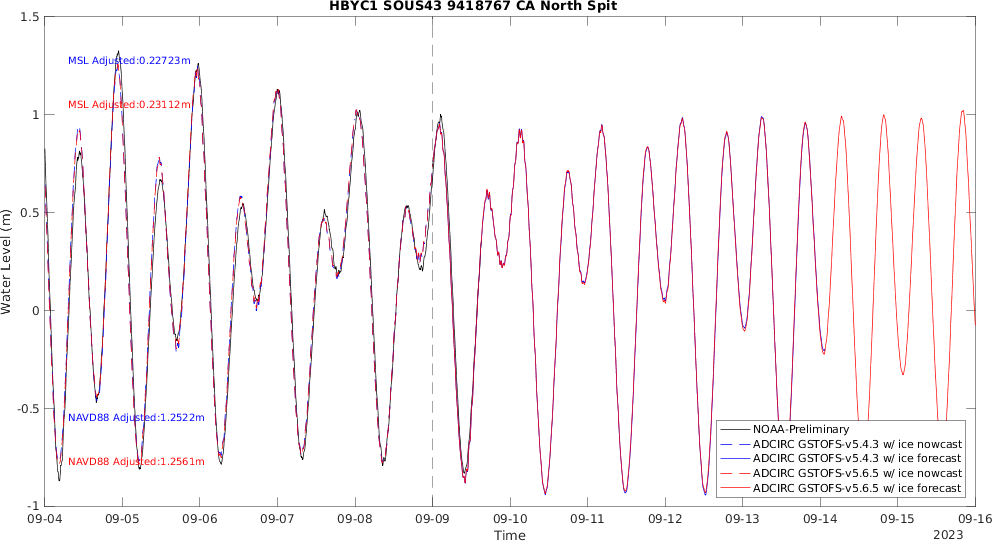 HBYC1 SOUS43 9418767 CA North Spit
1.5
MSL Adjusted:0.22723m
MSL Adjusted:0.23112m
1
0.5
Water Level (m)
0
-0.5
NAVD88 Adjusted:1.2522m
NAVD88 Adjusted:1.2561m
-1
NOAA-Preliminary
ADCIRC GSTOFS-v5.4.3 w/ ice nowcast
ADCIRC GSTOFS-v5.4.3 w/ ice forecast
ADCIRC GSTOFS-v5.6.5 w/ ice nowcast
ADCIRC GSTOFS-v5.6.5 w/ ice forecast
09-04 09-05 09-06 09-07 09-08 09-09 09-10 09-11 09-12 09-13 09-14 09-15 09-16
Time
2023